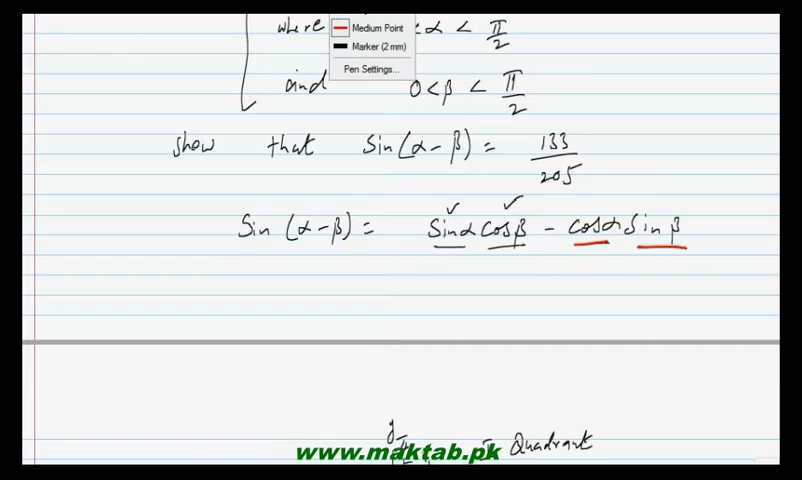 where < α < π/2
Medium Point
Marker (2 mm)
Pen Settings...
and 0 < β < π/2
show that Sin(α - β) = 133/205
Sin (α - β) = Sinα Cosβ - cosα Sinβ
y
Quadrant
www.maktab.pk